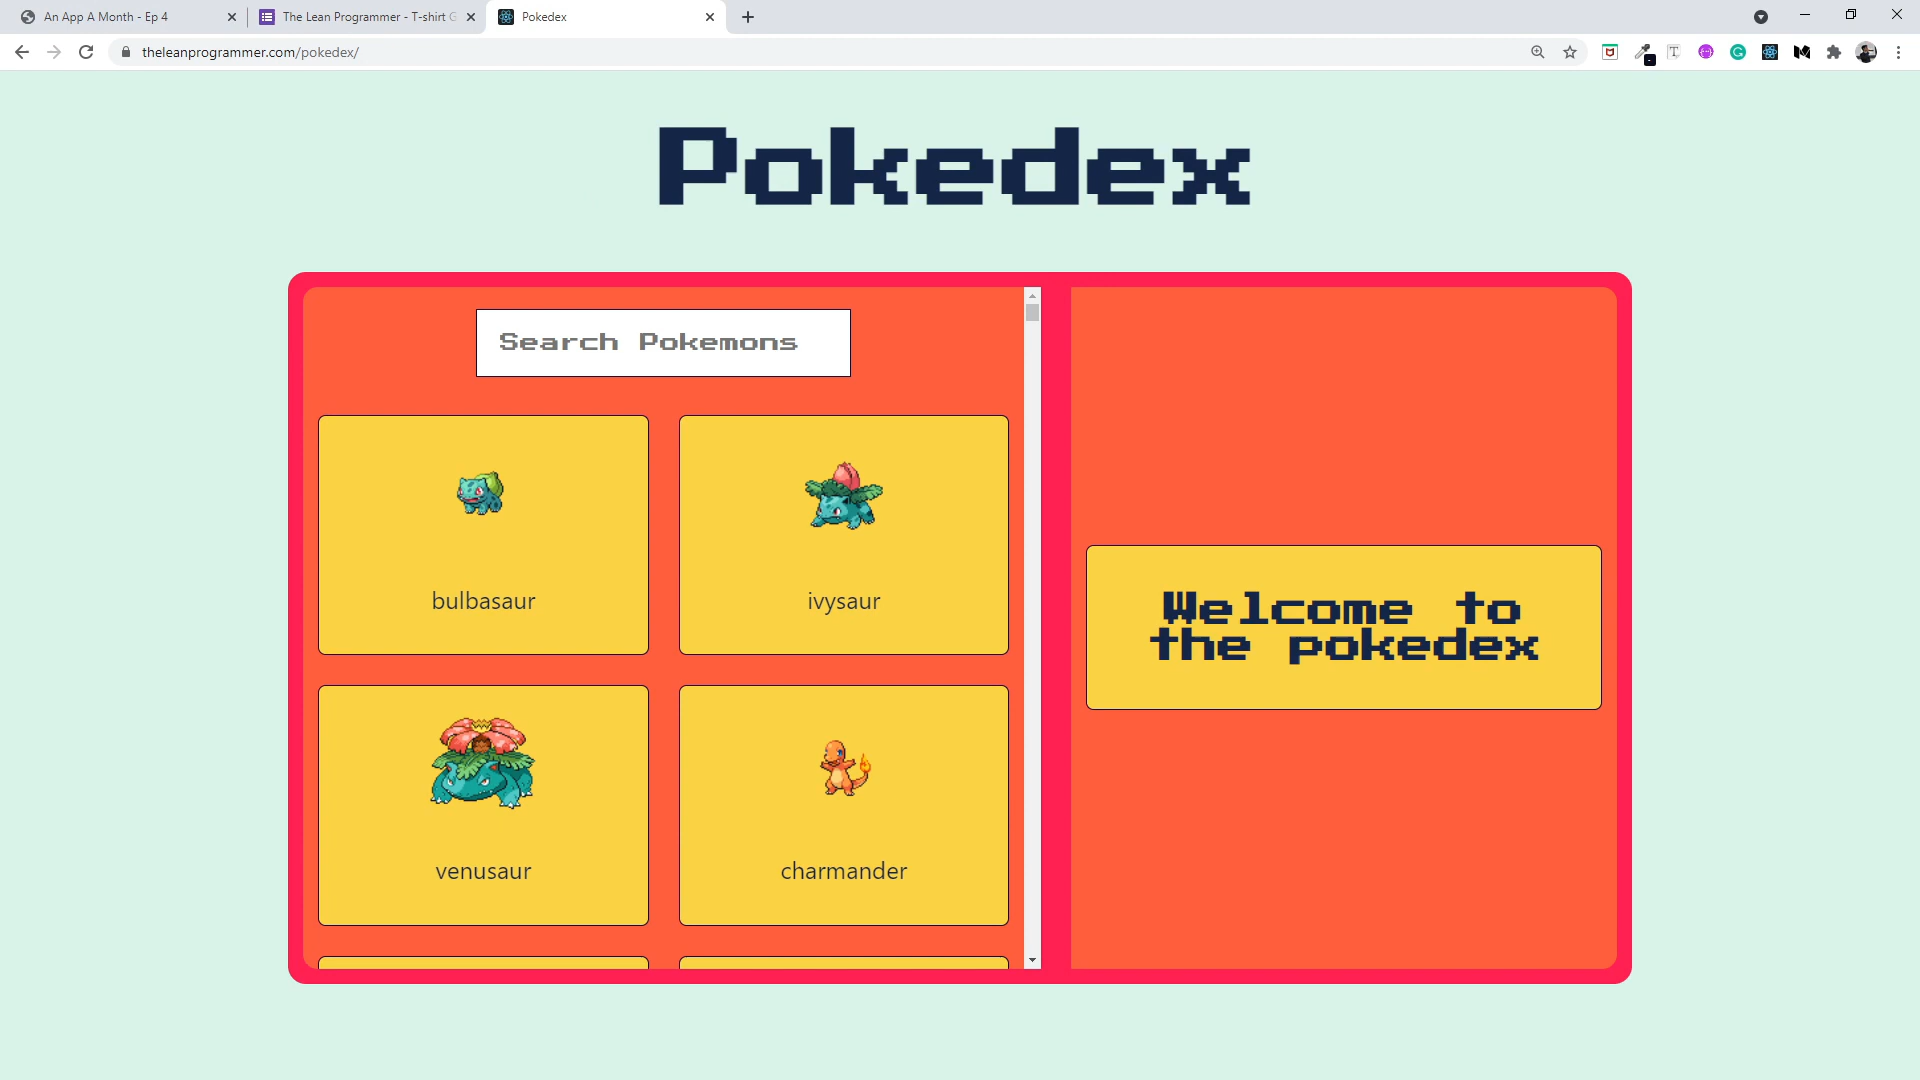 An App A Month - Ep 4
The Lean Programmer - T-shirt G
Pokedex
theleanprogrammer.com/pokedex/
Pokedex
Search Pokemons
bulbasaur
ivysaur
venusaur
charmander
Welcome to
the pokedex